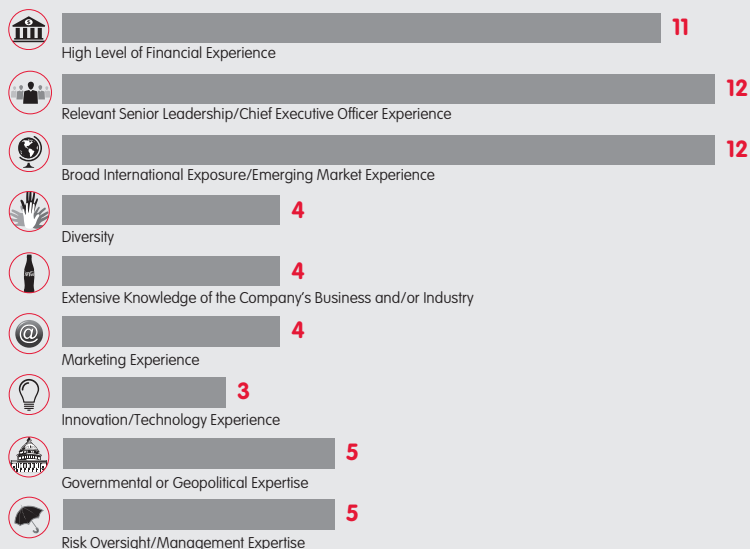 11
High Level of Financial Experience
12
Relevant Senior Leadership/Chief Executive Officer Experience
12
Broad International Exposure/Emerging Market Experience
4
Diversity
4
Extensive Knowledge of the Company's Business and/or Industry
@
4
Marketing Experience
3
Innovation/Technology Experience
5
Governmental or Geopolitical Expertise
5
Risk Oversight/Management Expertise